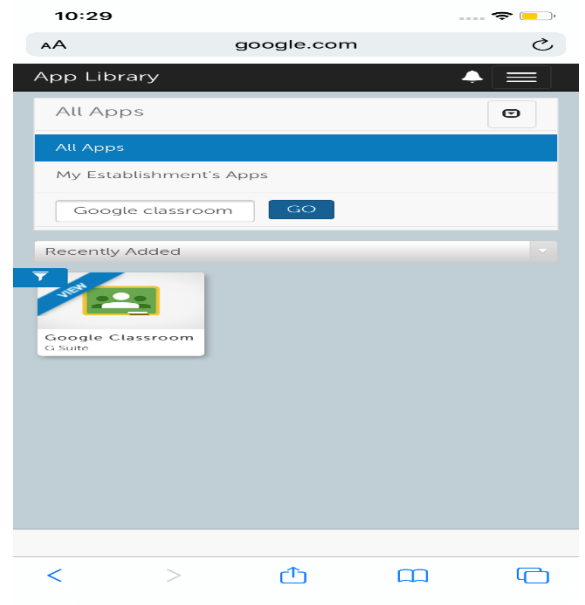 10:29
AA google.com
App Library
All Apps
All Apps
My Establishment's Apps
Google classroom GO
Recently Added
VIEW
Google Classroom
G Suite